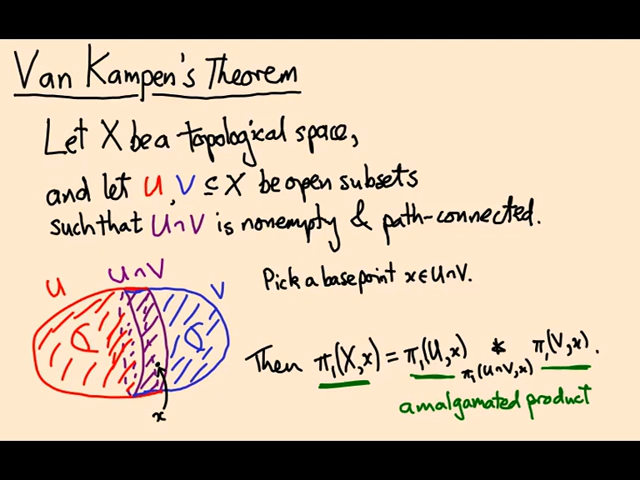 Van Kampen's Theorem
Let X be a topological space,
and let U, V ⊆ X be open subsets
such that U∩V is nonempty & path-connected.
U U∩V V
Pick a basepoint x ∈ U∩V.
Then π₁(X,x) = π₁(U,x) * π₁(U∩V,x) π₁(V,x).
amalgamated product
x